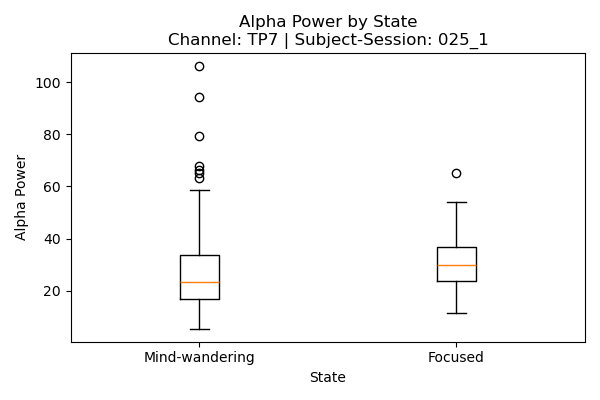 Alpha Power by State
Channel: TP7 | Subject-Session: 025_1
100
80
60
40
20
Alpha Power
Mind-wandering
Focused
State